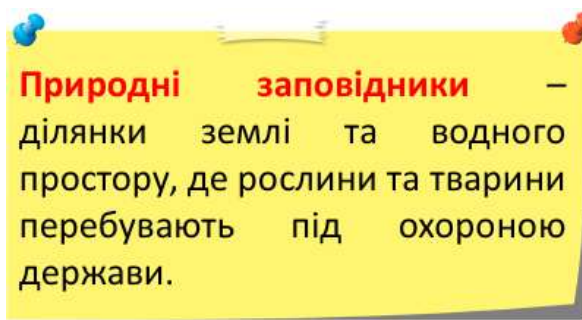 Природні заповідники –
ділянки землі та водного
простору, де рослини та тварини
перебувають під охороною
держави.